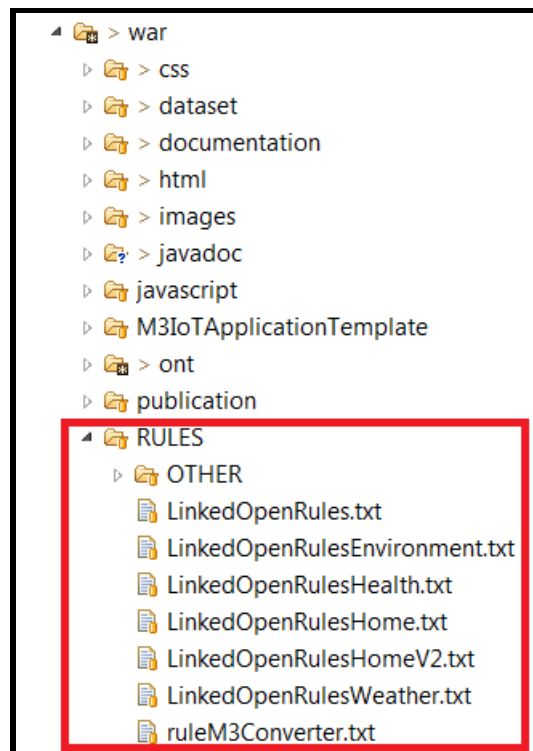 > war
> css
> dataset
> documentation
> html
> images
> javadoc
javascript
M3IoTApplicationTemplate
> ont
publication
RULES
OTHER
LinkedOpenRules.txt
LinkedOpenRulesEnvironment.txt
LinkedOpenRulesHealth.txt
LinkedOpenRulesHome.txt
LinkedOpenRulesHomeV2.txt
LinkedOpenRulesWeather.txt
ruleM3Converter.txt